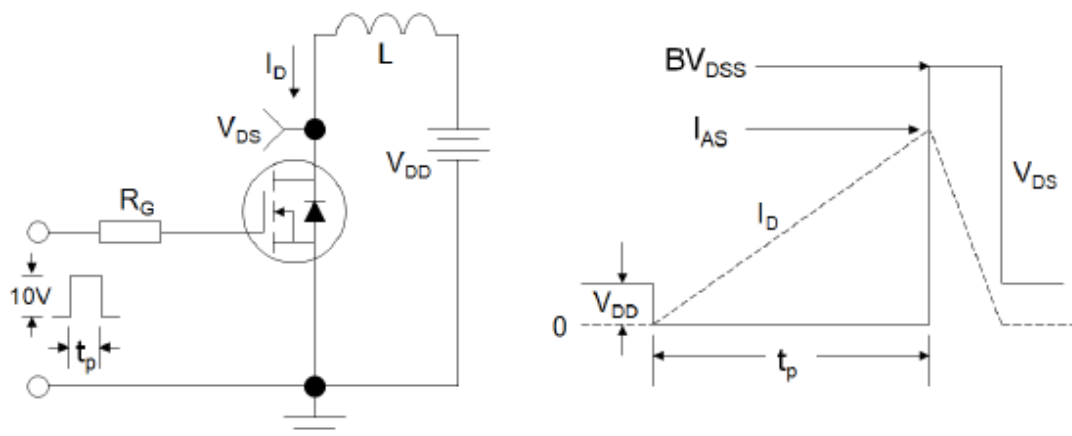 I_D
L
V_DS
V_DD
R_G
10V
t_p
BV_DSS
I_AS
V_DS
I_D
V_DD
0
t_p